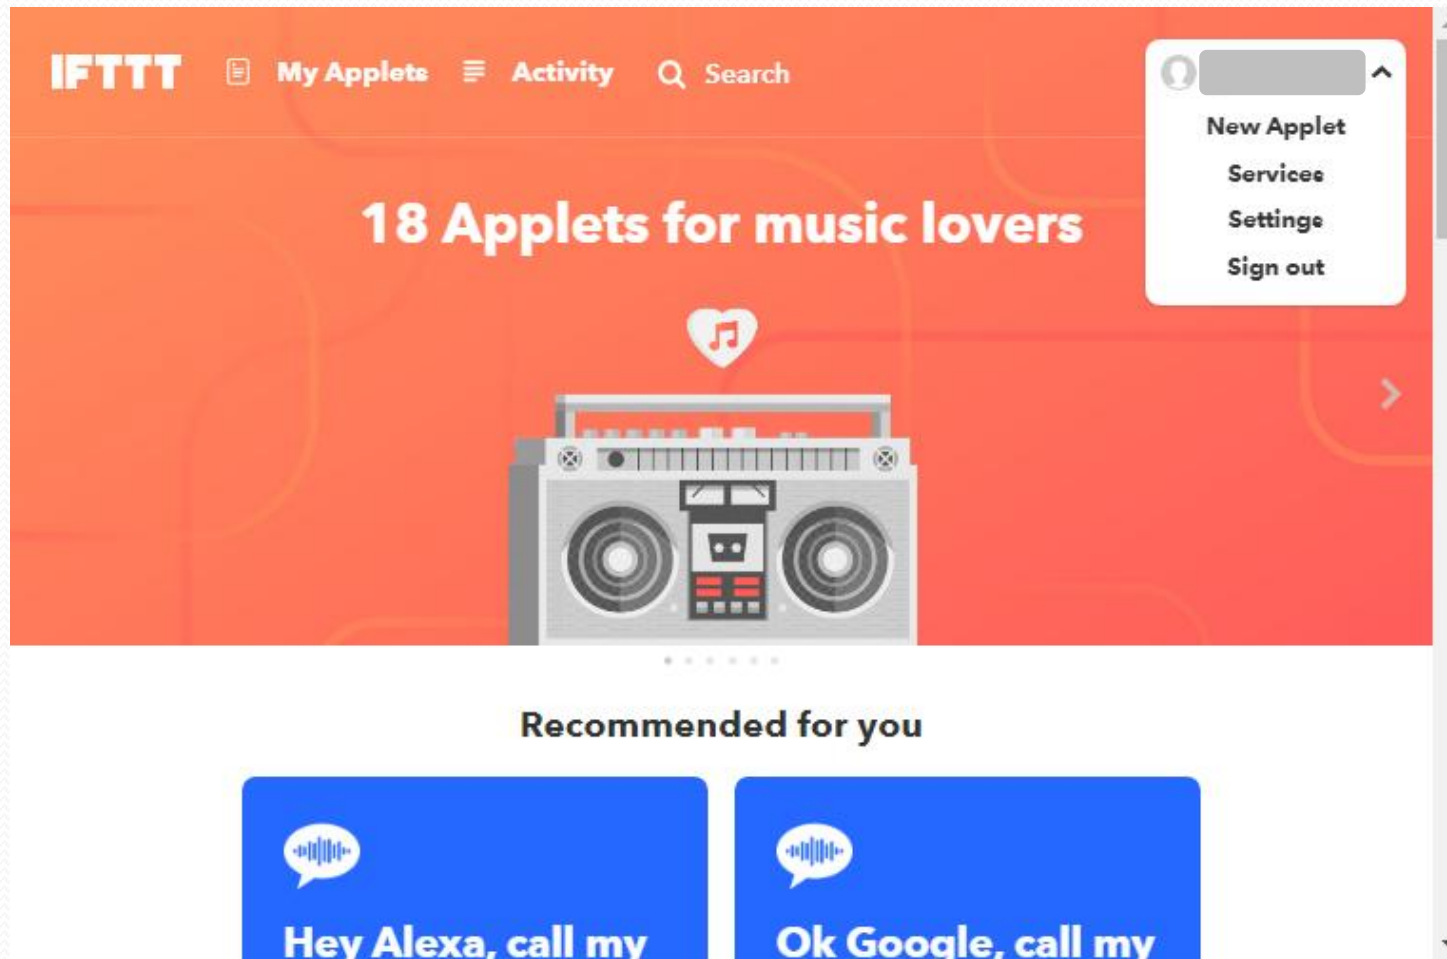 IFTTT My Applets Activity Search
New Applet
Services
Settings
Sign out
18 Applets for music lovers
Recommended for you
Hey Alexa, call my
Ok Google, call my